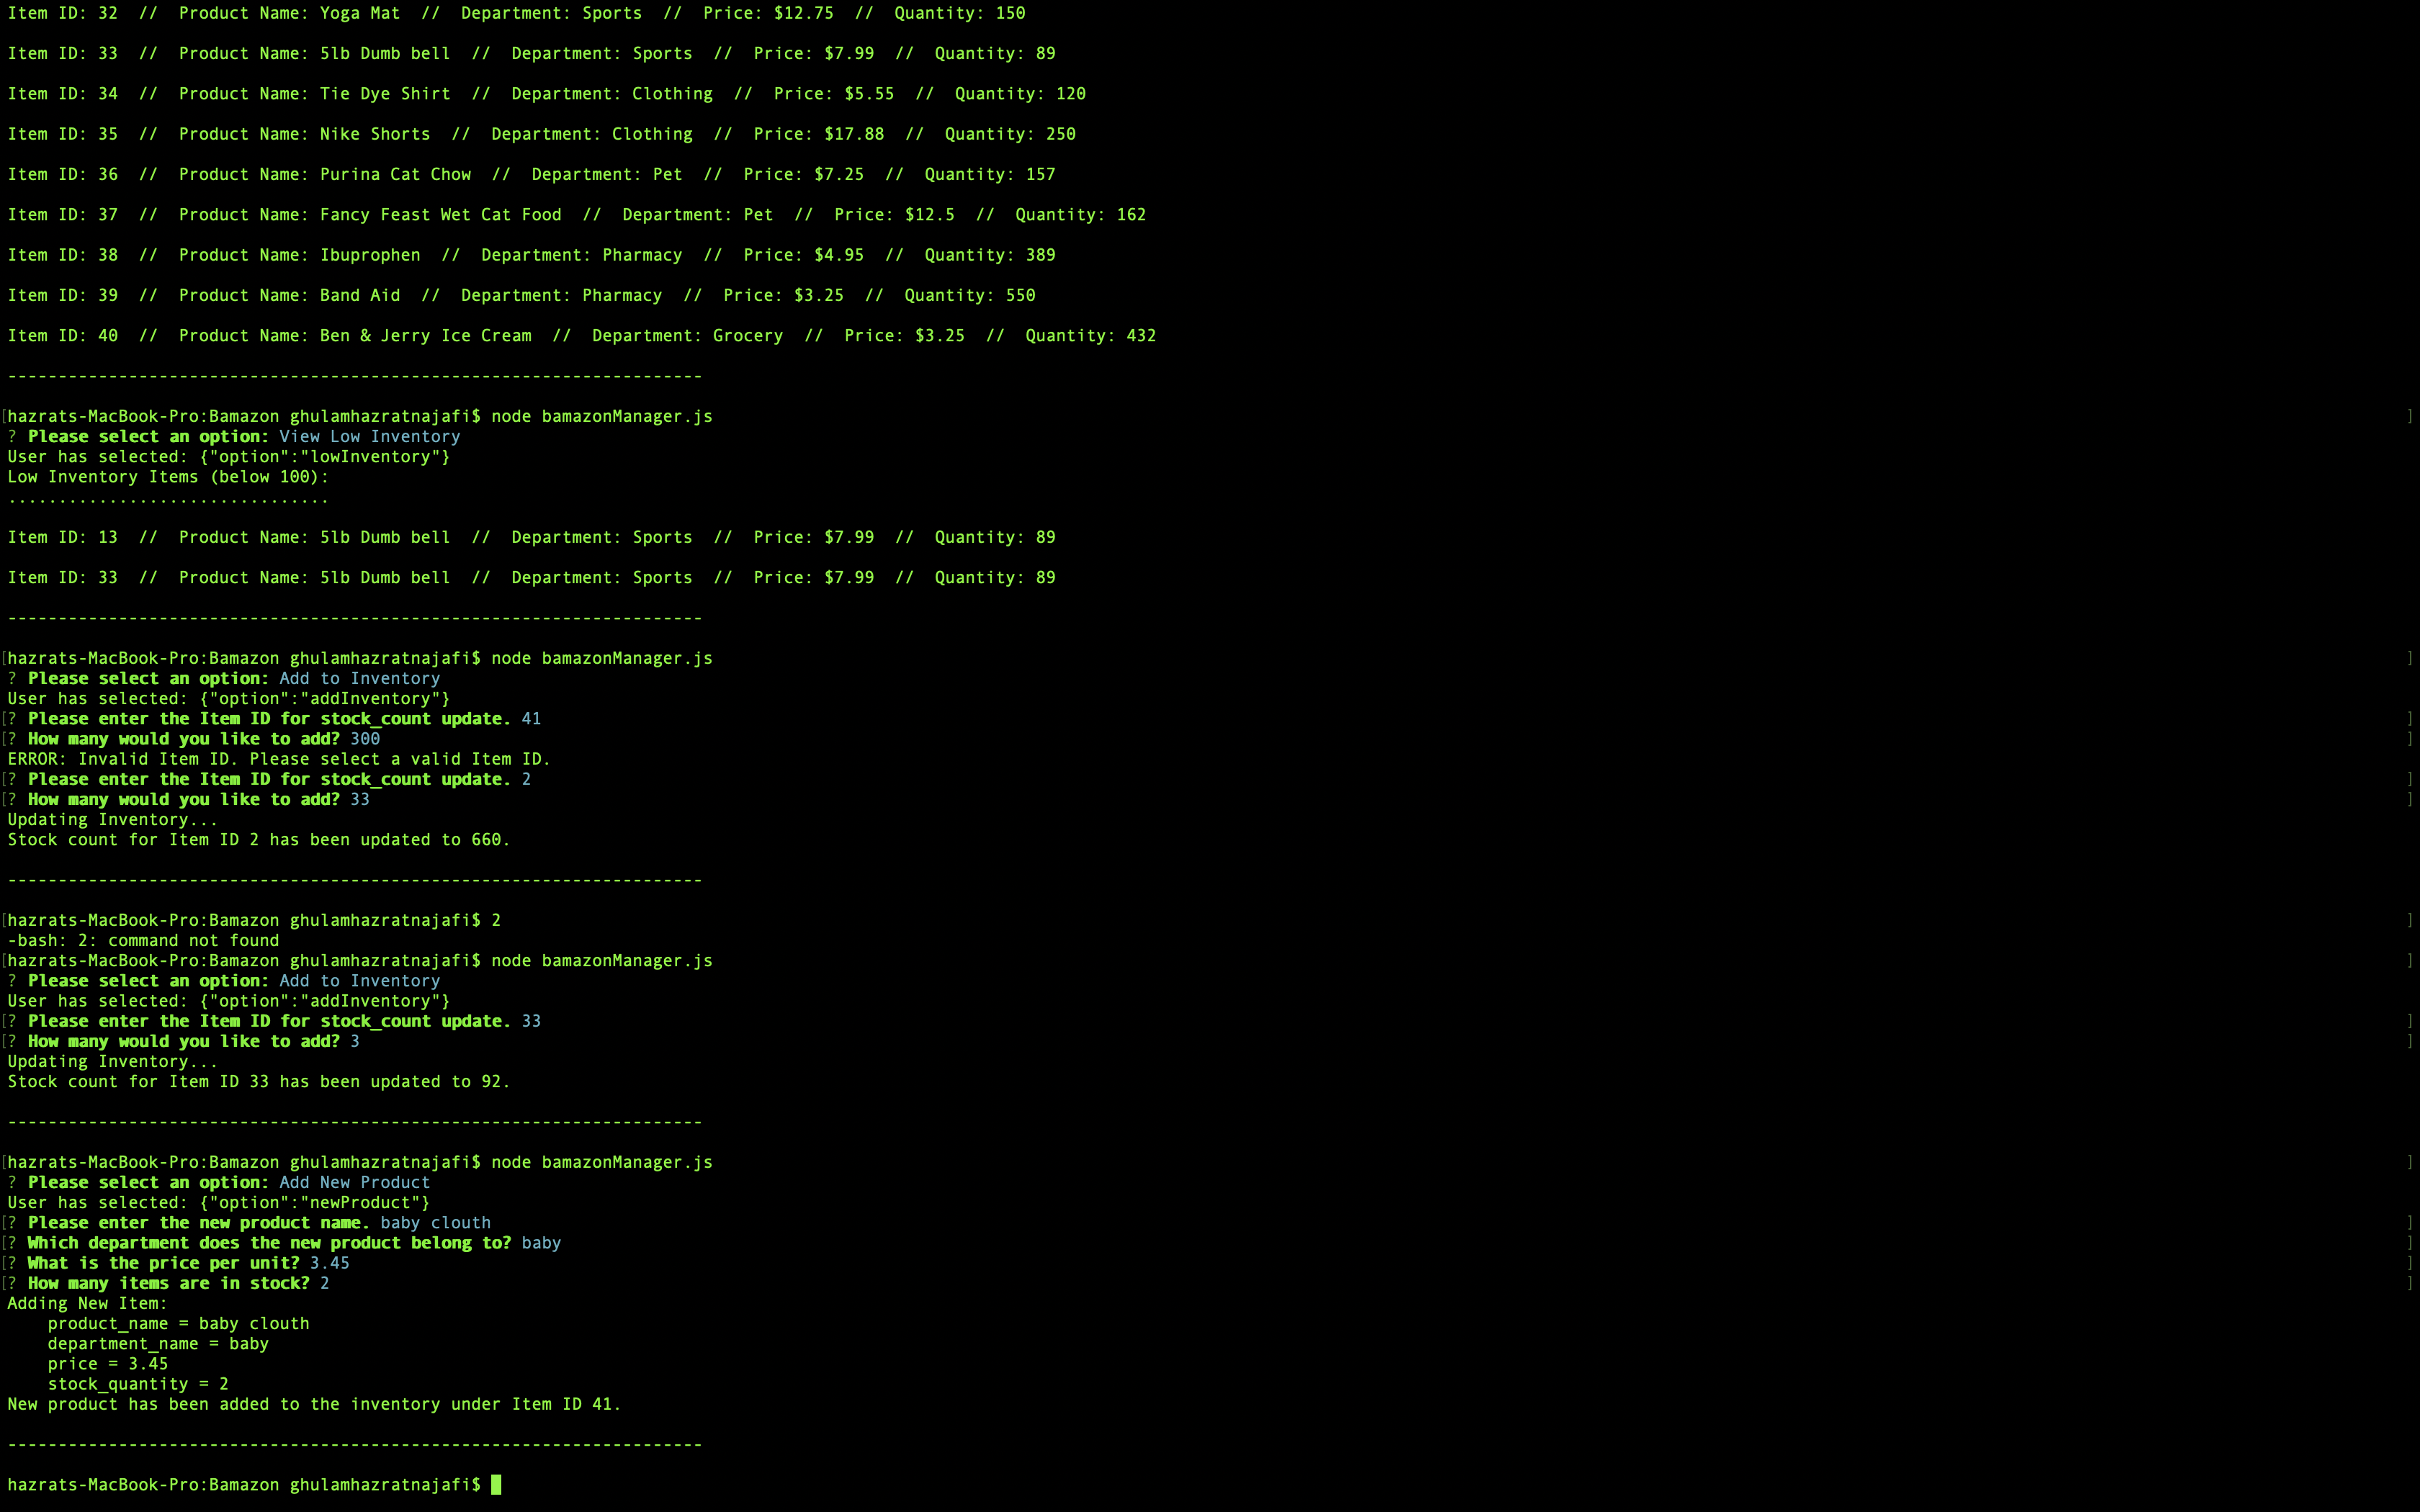 Item ID: 32  //  Product Name: Yoga Mat  //  Department: Sports  //  Price: $12.75  //  Quantity: 150
Item ID: 33  //  Product Name: 5lb Dumb bell  //  Department: Sports  //  Price: $7.99  //  Quantity: 89
Item ID: 34  //  Product Name: Tie Dye Shirt  //  Department: Clothing  //  Price: $5.55  //  Quantity: 120
Item ID: 35  //  Product Name: Nike Shorts  //  Department: Clothing  //  Price: $17.88  //  Quantity: 250
Item ID: 36  //  Product Name: Purina Cat Chow  //  Department: Pet  //  Price: $7.25  //  Quantity: 157
Item ID: 37  //  Product Name: Fancy Feast Wet Cat Food  //  Department: Pet  //  Price: $12.5  //  Quantity: 162
Item ID: 38  //  Product Name: Ibuprophen  //  Department: Pharmacy  //  Price: $4.95  //  Quantity: 389
Item ID: 39  //  Product Name: Band Aid  //  Department: Pharmacy  //  Price: $3.25  //  Quantity: 550
Item ID: 40  //  Product Name: Ben & Jerry Ice Cream  //  Department: Grocery  //  Price: $3.25  //  Quantity: 432
---------------------------------------------------------------------
[hazrats-MacBook-Pro:Bamazon ghulamhazratnajafi$ node bamazonManager.js ]
? Please select an option: View Low Inventory
User has selected: {"option":"lowInventory"}
Low Inventory Items (below 100):
................................
Item ID: 13  //  Product Name: 5lb Dumb bell  //  Department: Sports  //  Price: $7.99  //  Quantity: 89
Item ID: 33  //  Product Name: 5lb Dumb bell  //  Department: Sports  //  Price: $7.99  //  Quantity: 89
---------------------------------------------------------------------
[hazrats-MacBook-Pro:Bamazon ghulamhazratnajafi$ node bamazonManager.js ]
? Please select an option: Add to Inventory
User has selected: {"option":"addInventory"}
[? Please enter the Item ID for stock_count update. 41 ]
[? How many would you like to add? 300 ]
ERROR: Invalid Item ID. Please select a valid Item ID.
[? Please enter the Item ID for stock_count update. 2 ]
[? How many would you like to add? 33 ]
Updating Inventory...
Stock count for Item ID 2 has been updated to 660.
---------------------------------------------------------------------
[hazrats-MacBook-Pro:Bamazon ghulamhazratnajafi$ 2 ]
-bash: 2: command not found
[hazrats-MacBook-Pro:Bamazon ghulamhazratnajafi$ node bamazonManager.js ]
? Please select an option: Add to Inventory
User has selected: {"option":"addInventory"}
[? Please enter the Item ID for stock_count update. 33 ]
[? How many would you like to add? 3 ]
Updating Inventory...
Stock count for Item ID 33 has been updated to 92.
---------------------------------------------------------------------
[hazrats-MacBook-Pro:Bamazon ghulamhazratnajafi$ node bamazonManager.js ]
? Please select an option: Add New Product
User has selected: {"option":"newProduct"}
[? Please enter the new product name. baby clouth ]
[? Which department does the new product belong to? baby ]
[? What is the price per unit? 3.45 ]
[? How many items are in stock? 2 ]
Adding New Item:
    product_name = baby clouth
    department_name = baby
    price = 3.45
    stock_quantity = 2
New product has been added to the inventory under Item ID 41.
---------------------------------------------------------------------
hazrats-MacBook-Pro:Bamazon ghulamhazratnajafi$